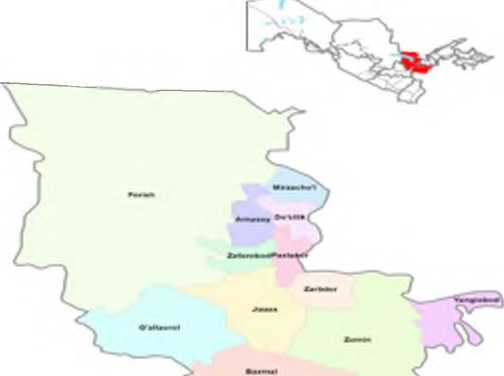 Mirzacho'l
Forish
Arnasoy Do'stlik
Zafarobod Paxtakor
Zarbdor
Yangiobod
Jizzax
G'allaorol
Zomin
Baxmal